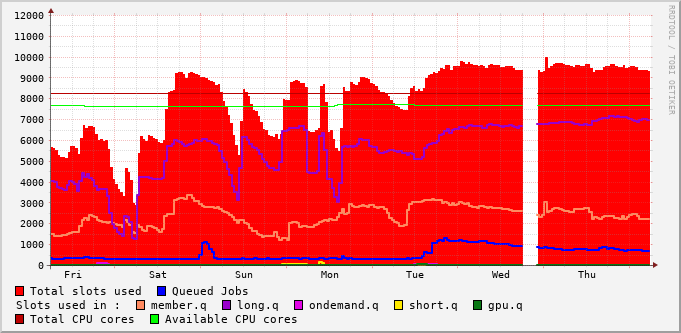 RRDTOOL / TOBI OETIKER
12000
11000
10000
9000
8000
7000
6000
5000
4000
3000
2000
1000
0
Fri Sat Sun Mon Tue Wed Thu
Total slots used Queued Jobs
Slots used in : member.q long.q ondemand.q short.q gpu.q
Total CPU cores Available CPU cores